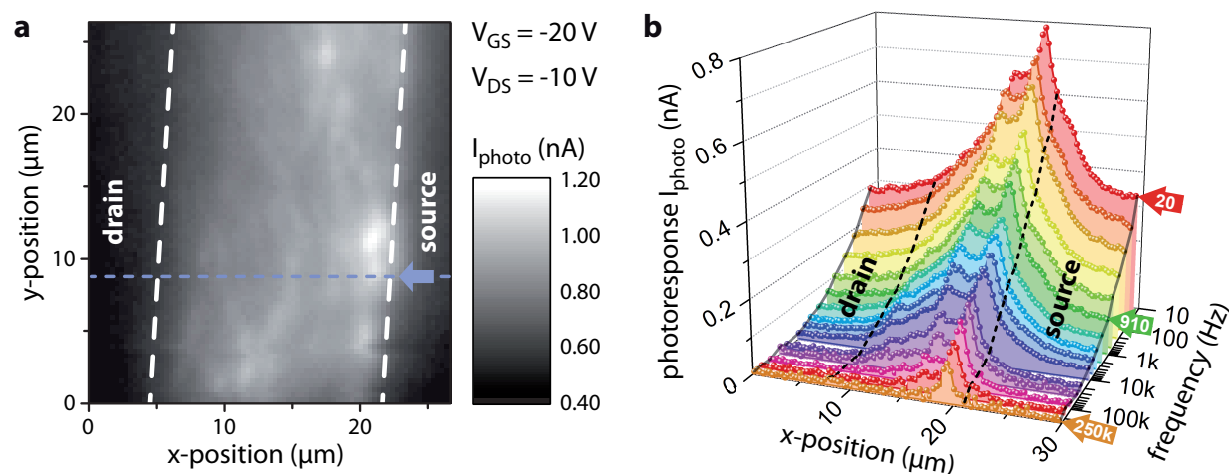 a
V_GS = -20 V
V_DS = -10 V
I_photo (nA)
1.20
1.00
0.80
0.60
0.40
y-position (µm)
20
10
0
drain
source
0
10
20
x-position (µm)
b
photoresponse I_photo (nA)
0.8
0.6
0.4
0.2
0
drain
source
20
910
250k
10
100
1k
10k
100k
frequency (Hz)
0
10
20
30
x-position (µm)